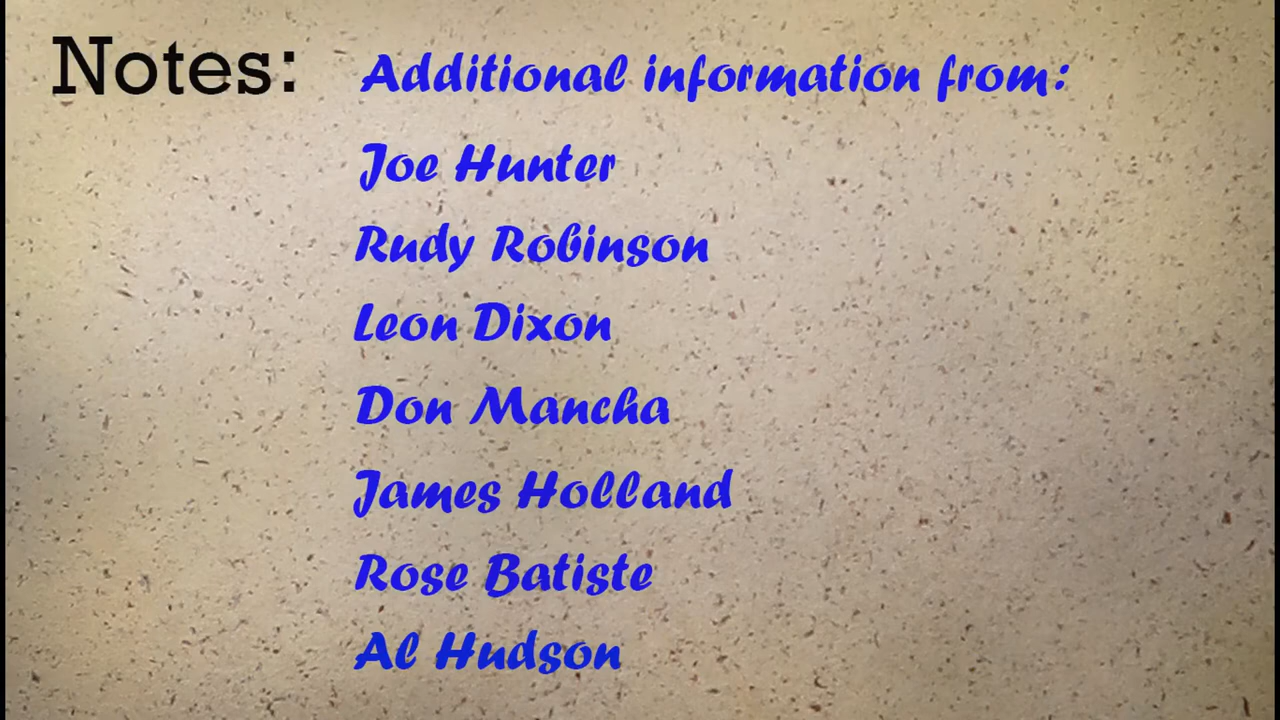 Notes: Additional information from:
Joe Hunter
Rudy Robinson
Leon Dixon
Don Mancha
James Holland
Rose Batiste
Al Hudson